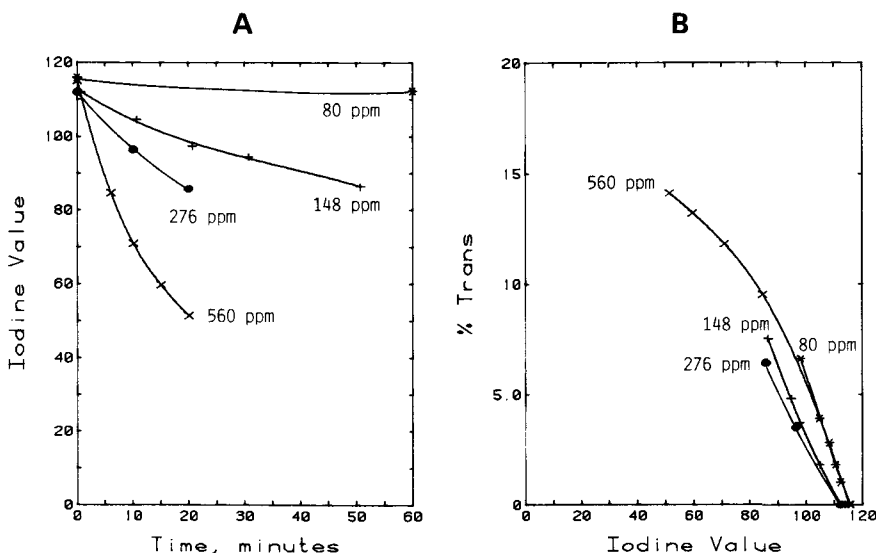 A
120
100
80
60
40
20
0
Iodine Value
80 ppm
148 ppm
276 ppm
560 ppm
0 10 20 30 40 50 60
Time, minutes
B
20
15
10
5.0
0
% Trans
560 ppm
148 ppm
80 ppm
276 ppm
0 20 40 60 80 100 120
Iodine Value